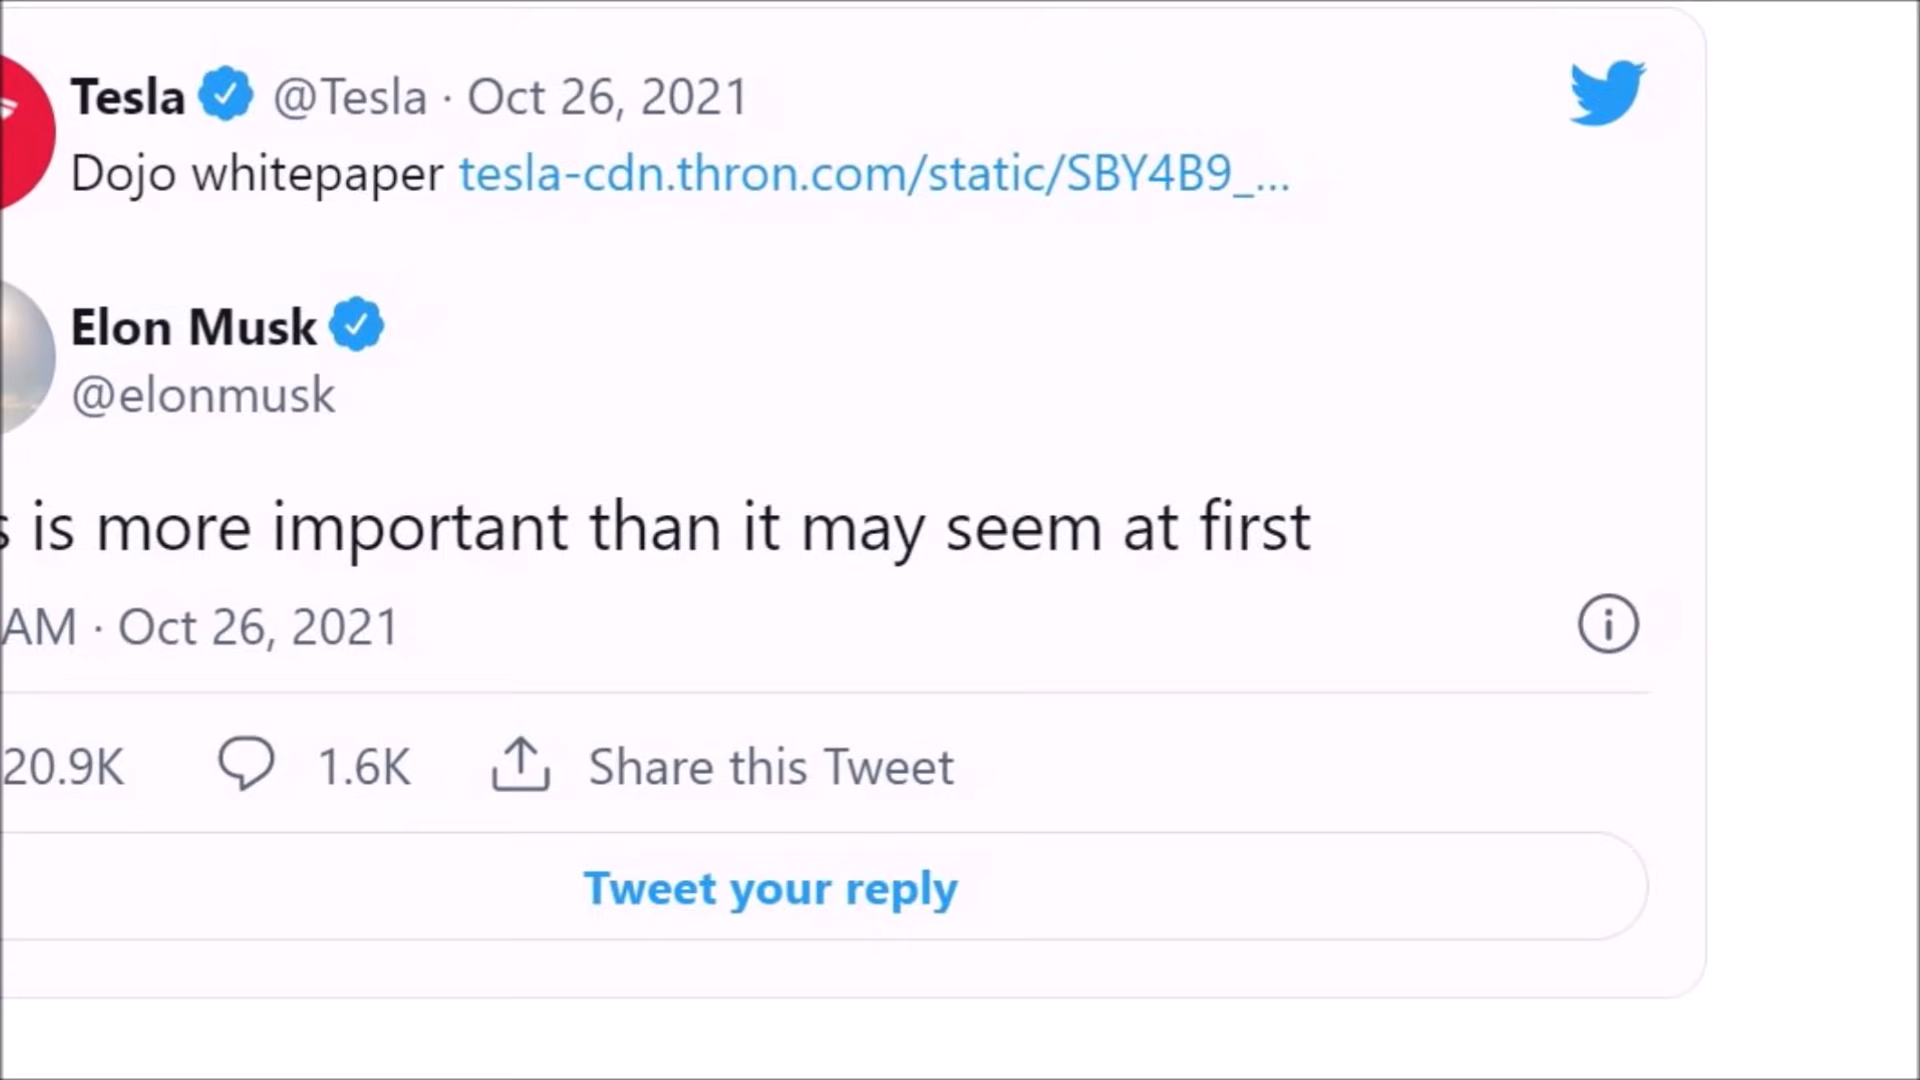 Tesla @Tesla · Oct 26, 2021
Dojo whitepaper tesla-cdn.thron.com/static/SBY4B9_...
Elon Musk
@elonmusk
s is more important than it may seem at first
AM · Oct 26, 2021
20.9K 1.6K Share this Tweet
Tweet your reply